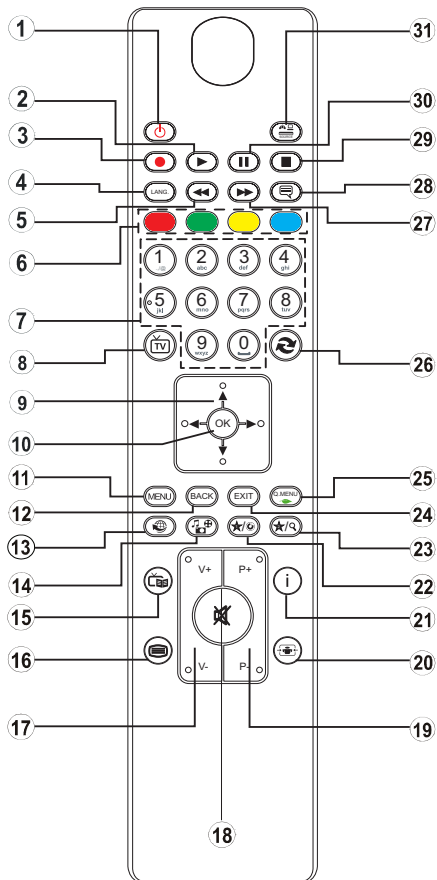 1
31
2
30
3
29
4
LANG.
28
5
27
6
1
./@
2
abc
3
def
4
ghi
7
5
jkl
6
mno
7
pqrs
8
tuv
8
TV
9
wxyz
0
26
9
10
OK
11
MENU
BACK
EXIT
Q.MENU
25
12
24
13
23
14
22
15
V+
P+
i
21
16
20
17
V-
P-
19
18